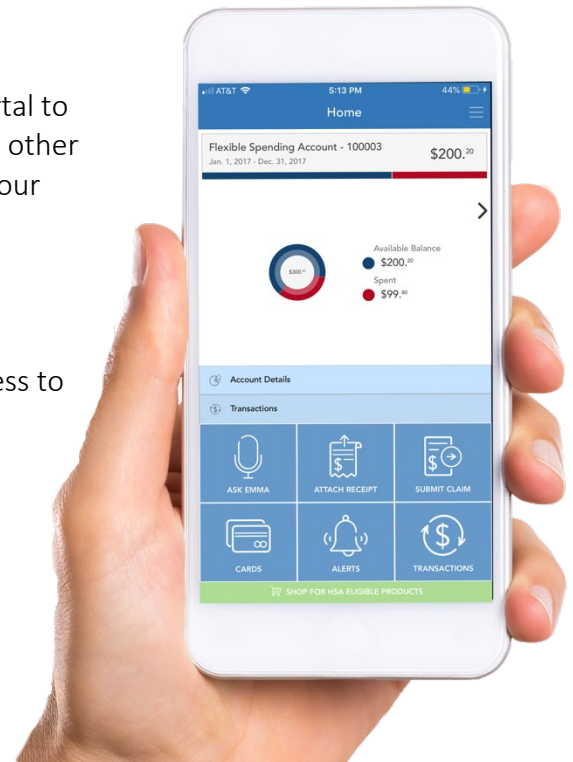 rtal to
other
our
ess to
AT&T 5:13 PM 44%
Home
Flexible Spending Account - 100003
Jan. 1, 2017 - Dec. 31, 2017
$200.20
Available Balance
$200.20
$300.00
Spent
$99.80
Account Details
Transactions
ASK EMMA ATTACH RECEIPT SUBMIT CLAIM
CARDS ALERTS TRANSACTIONS
SHOP FOR HSA ELIGIBLE PRODUCTS